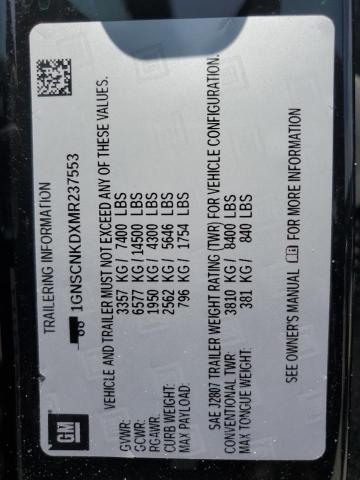 TRAILERING INFORMATION
1GNSCNKDXMR237553
VEHICLE AND TRAILER MUST NOT EXCEED ANY OF THESE VALUES.
GVWR: 3357 KG/ 7400 LBS
GCWR: 6577 KG/ 14500 LBS
RGAWR: 1950 KG/ 4300 LBS
CURB WEIGHT: 2562 KG/ 5646 LBS
MAX PAYLOAD: 796 KG/ 1754 LBS
SAE J2807 TRAILER WEIGHT RATING (TWR) FOR VEHICLE CONFIGURATION.
CONVENTIONAL TWR: 3810 KG/ 8400 LBS
MAX TONGUE WEIGHT: 381 KG/ 840 LBS
SEE OWNER'S MANUAL FOR MORE INFORMATION
GM